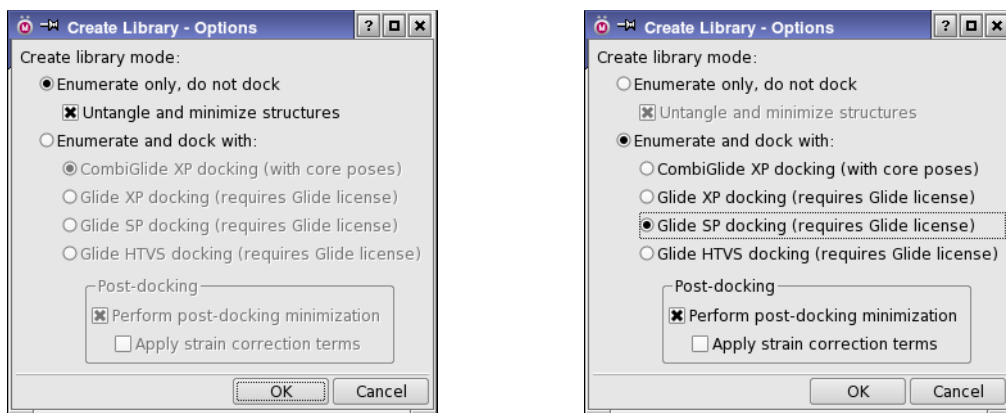 Create Library - Options
Create library mode:
Enumerate only, do not dock
Untangle and minimize structures
Enumerate and dock with:
CombiGlide XP docking (with core poses)
Glide XP docking (requires Glide license)
Glide SP docking (requires Glide license)
Glide HTVS docking (requires Glide license)
Post-docking
Perform post-docking minimization
Apply strain correction terms
OK Cancel
Create Library - Options
Create library mode:
Enumerate only, do not dock
Untangle and minimize structures
Enumerate and dock with:
CombiGlide XP docking (with core poses)
Glide XP docking (requires Glide license)
Glide SP docking (requires Glide license)
Glide HTVS docking (requires Glide license)
Post-docking
Perform post-docking minimization
Apply strain correction terms
OK Cancel